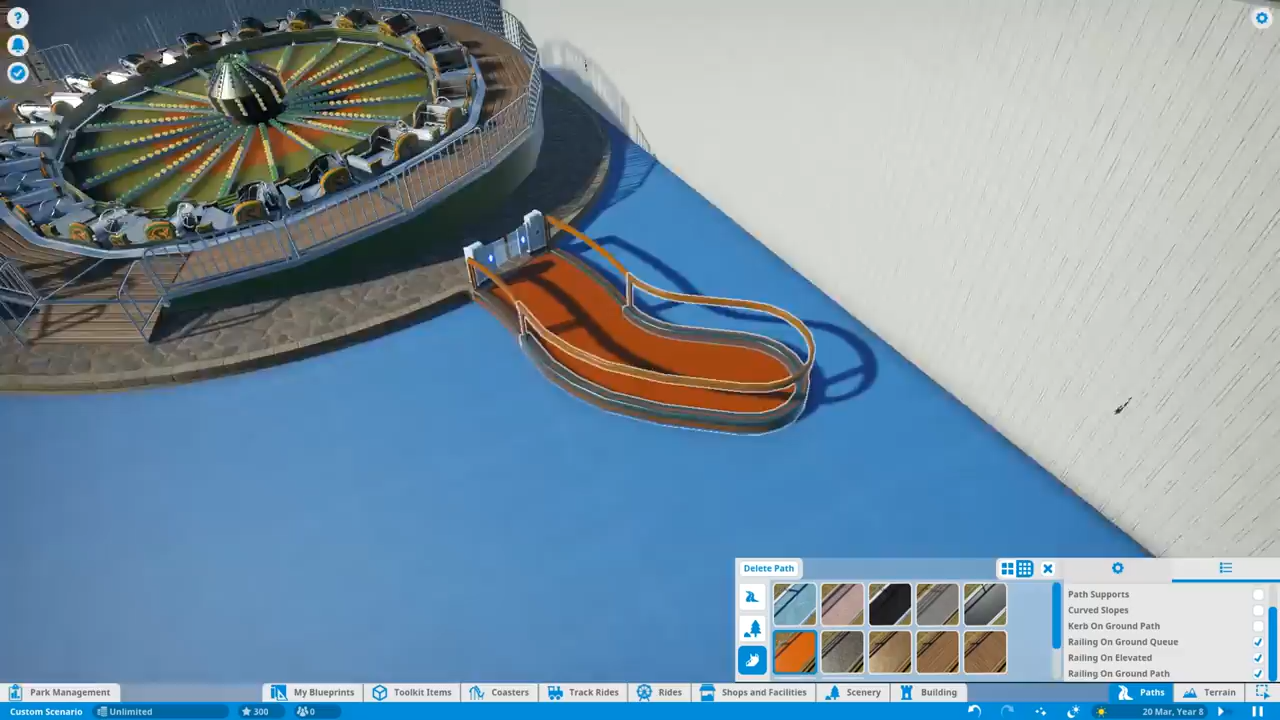 ?
Delete Path
Path Supports
Curved Slopes
Kerb On Ground Path
Railing On Ground Queue
Railing On Elevated
Railing On Ground Path
Park Management My Blueprints Toolkit Items Coasters Track Rides Rides Shops and Facilities Scenery Building Paths Terrain
Custom Scenario Unlimited 300 0 20 Mar, Year 8